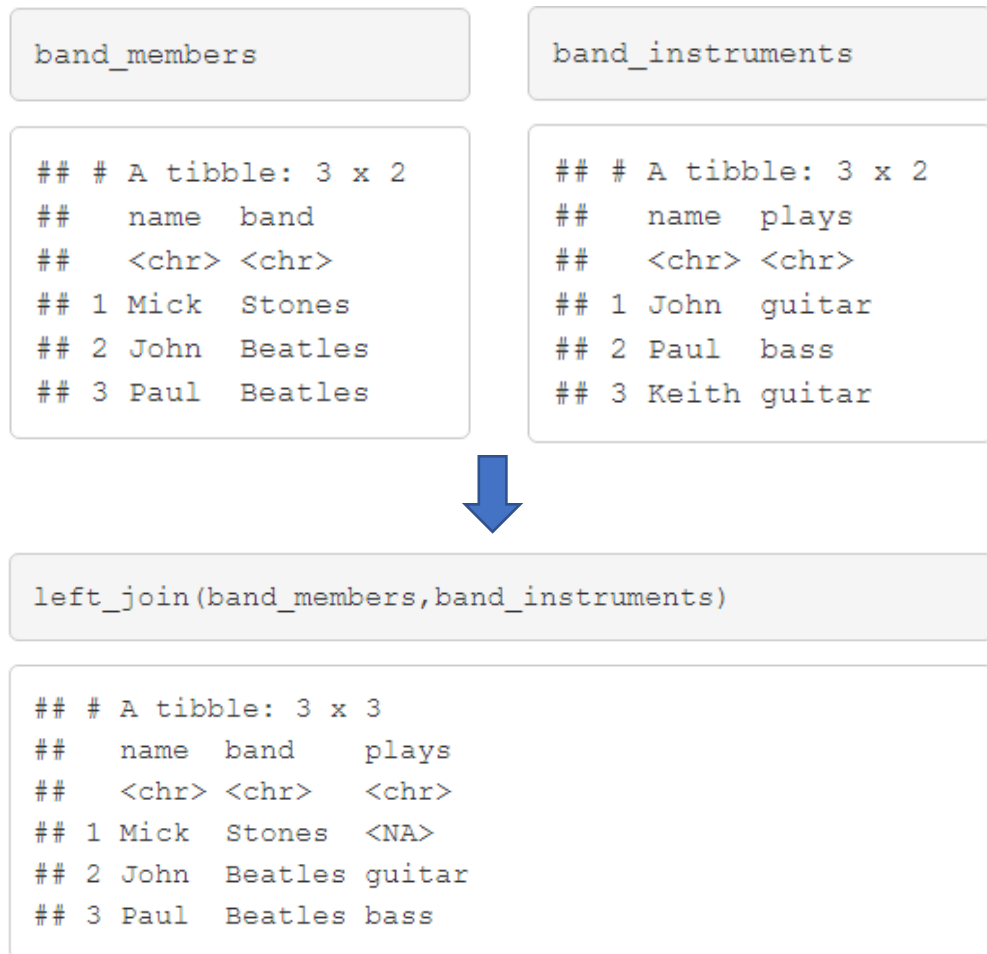 band_members
## # A tibble: 3 x 2
##   name  band
##   <chr> <chr>
## 1 Mick  Stones
## 2 John  Beatles
## 3 Paul  Beatles
band_instruments
## # A tibble: 3 x 2
##   name  plays
##   <chr> <chr>
## 1 John  guitar
## 2 Paul  bass
## 3 Keith guitar
left_join(band_members,band_instruments)
## # A tibble: 3 x 3
##   name  band    plays
##   <chr> <chr>   <chr>
## 1 Mick  Stones  <NA>
## 2 John  Beatles guitar
## 3 Paul  Beatles bass